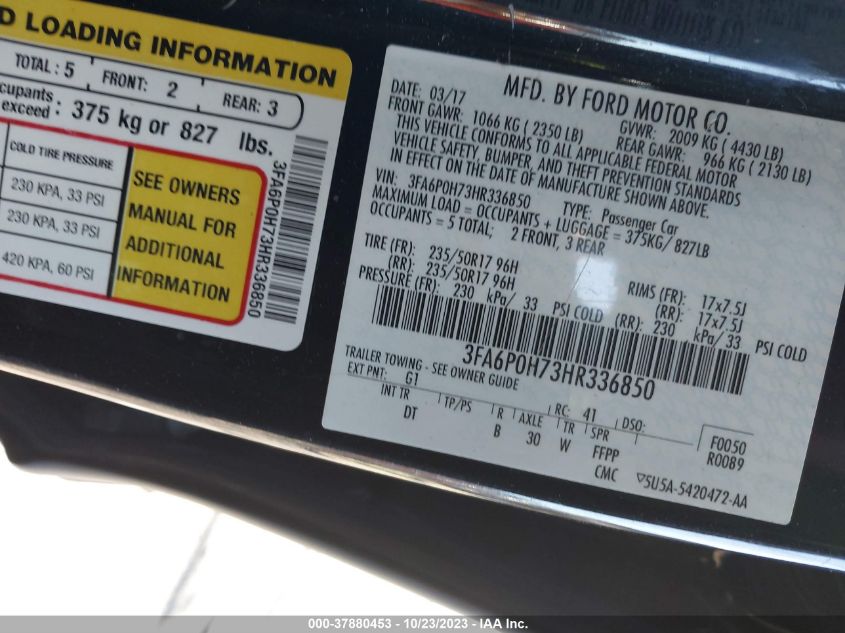 D LOADING INFORMATION
TOTAL: 5 FRONT: 2 REAR: 3
cupants exceed: 375 kg or 827 lbs.
COLD TIRE PRESSURE
230 KPA, 33 PSI
230 KPA, 33 PSI
420 KPA, 60 PSI
SEE OWNERS
MANUAL FOR
ADDITIONAL
INFORMATION
3FA6P0H73HR336850
MFD. BY FORD MOTOR CO.
DATE: 03/17 GVWR: 2009 KG ( 4430 LB)
FRONT GAWR: 1066 KG ( 2350 LB) REAR GAWR: 966 KG ( 2130 LB)
THIS VEHICLE CONFORMS TO ALL APPLICABLE FEDERAL MOTOR
VEHICLE SAFETY, BUMPER, AND THEFT PREVENTION STANDARDS
IN EFFECT ON THE DATE OF MANUFACTURE SHOWN ABOVE.
VIN: 3FA6P0H73HR336850 TYPE: Passenger Car
MAXIMUM LOAD = OCCUPANTS + LUGGAGE = 375KG/ 827LB
OCCUPANTS = 5 TOTAL; 2 FRONT, 3 REAR
TIRE (FR): 235/50R17 96H RIMS (FR): 17x7.5J
(RR): 235/50R17 96H (RR): 17x7.5J
PRESSURE (FR): 230 kPa/ 33 PSI COLD (RR): 230 kPa/33 PSI COLD
3FA6P0H73HR336850
TRAILER TOWING - SEE OWNER GUIDE
EXT PNT: G1 RC: 41 DSO: F0050
INT TR TP/PS R AXLE TR SPR R0089
DT B 30 W FFPP
CMC 5U5A-5420472-AA
000-37880453 - 10/23/2023 - © IAA, LLC